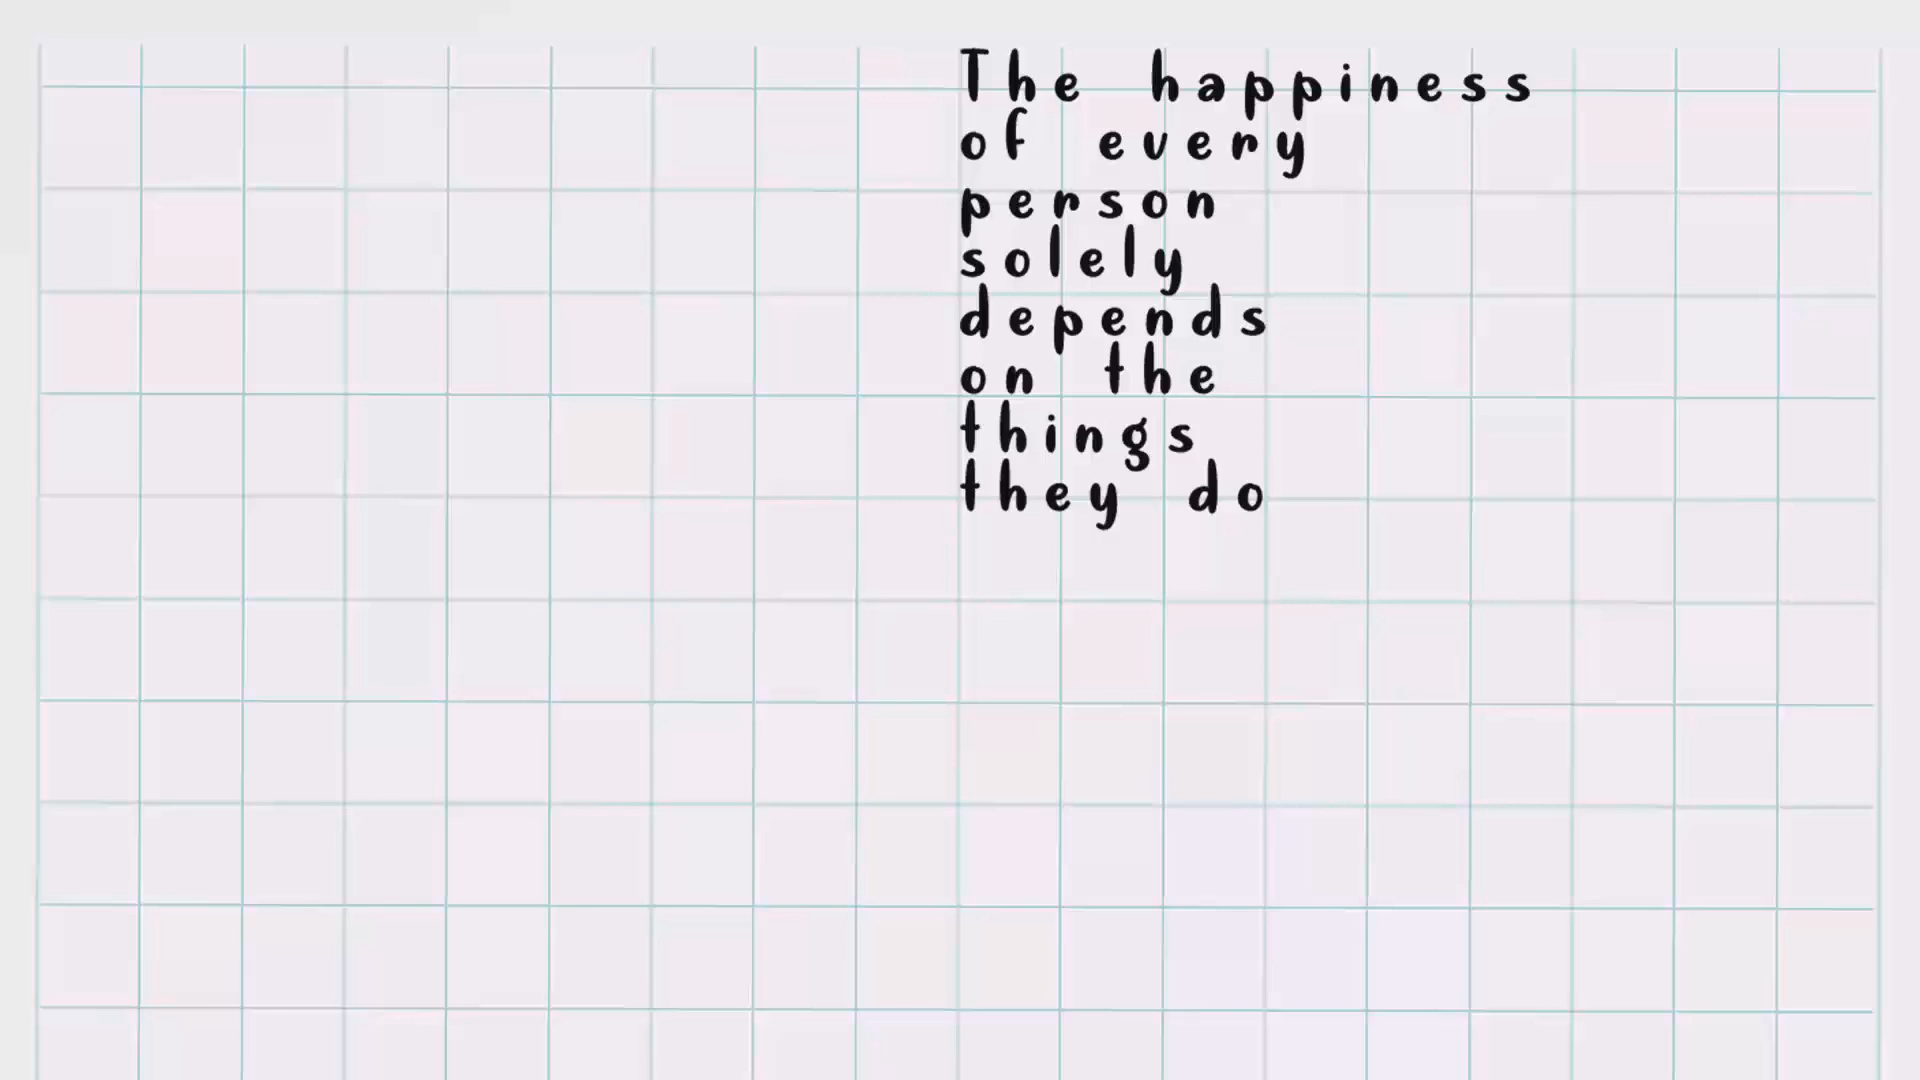 The happiness
of every
person
solely
depends
on the
things
they do